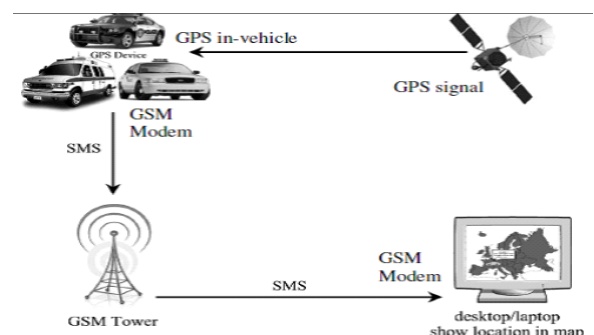 GPS in-vehicle
GPS Device
GPS signal
GSM
Modem
SMS
GSM
Modem
SMS
GSM Tower
desktop/laptop
show location in map